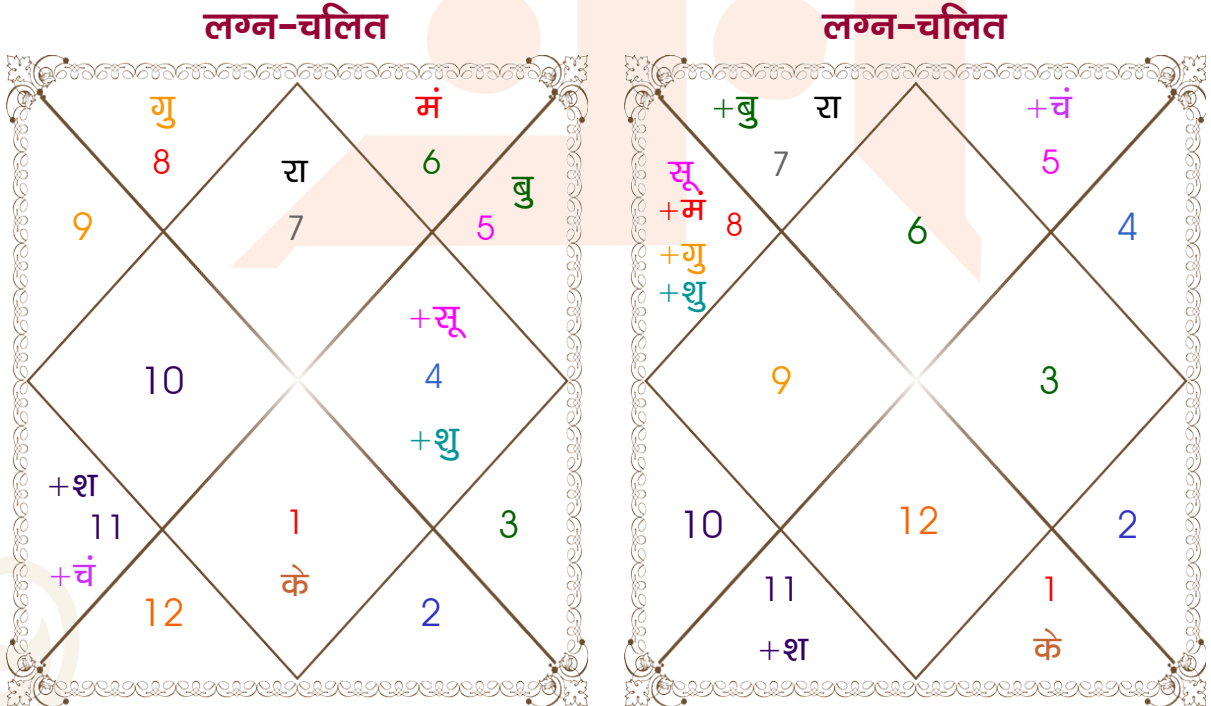 लग्न-चलित
गु
मं
8
रा
6
बु
9
7
5
+सू
10
4
+शु
+श
11
1
3
+चं
के
12
2
लग्न-चलित
+बु रा
+चं
7
5
सू
+मं
8
6
4
+गु
+शु
9
3
10
12
2
11
1
+श
के